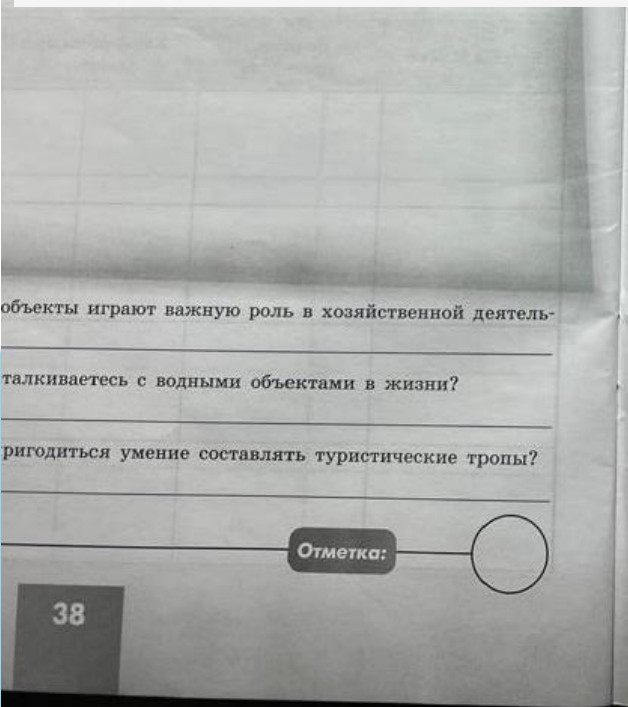 объекты играют важную роль в хозяйственной деятель-
талкиваетесь с водными объектами в жизни?
ригодиться умение составлять туристические тропы?
Отметка:
38